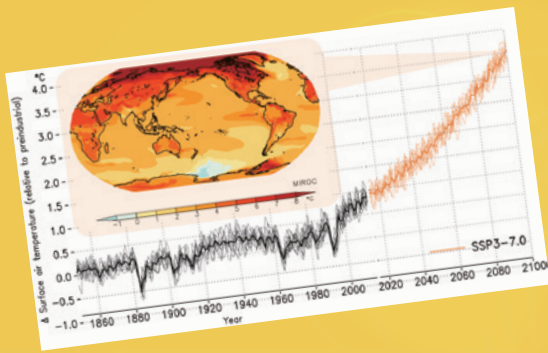 °C
4.0
3.5
3.0
2.5
2.0
1.5
1.0
0.5
0.0
−0.5
−1.0
Δ Surface air temperature (relative to preindustrial)
MIROC
−1 0 1 2 3 4 5 6 7 8 °C
SSP3−7.0
1860 1880 1900 1920 1940 1960 1980 2000 2020 2040 2060 2080 2100
Year